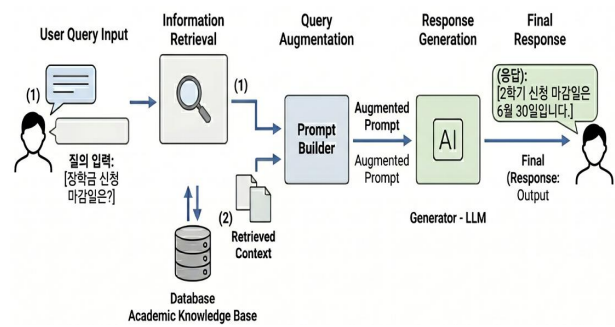 User Query Input
Information
Retrieval
Query
Augmentation
Response
Generation
Final
Response
(1)
질의 입력:
[장학금 신청
마감일은?]
(1)
(2)
Retrieved
Context
Database
Academic Knowledge Base
Prompt
Builder
Augmented
Prompt
Augmented
Prompt
AI
Generator - LLM
(응답):
[2학기 신청 마감일은
6월 30일입니다.]
Final
(Response:
Output